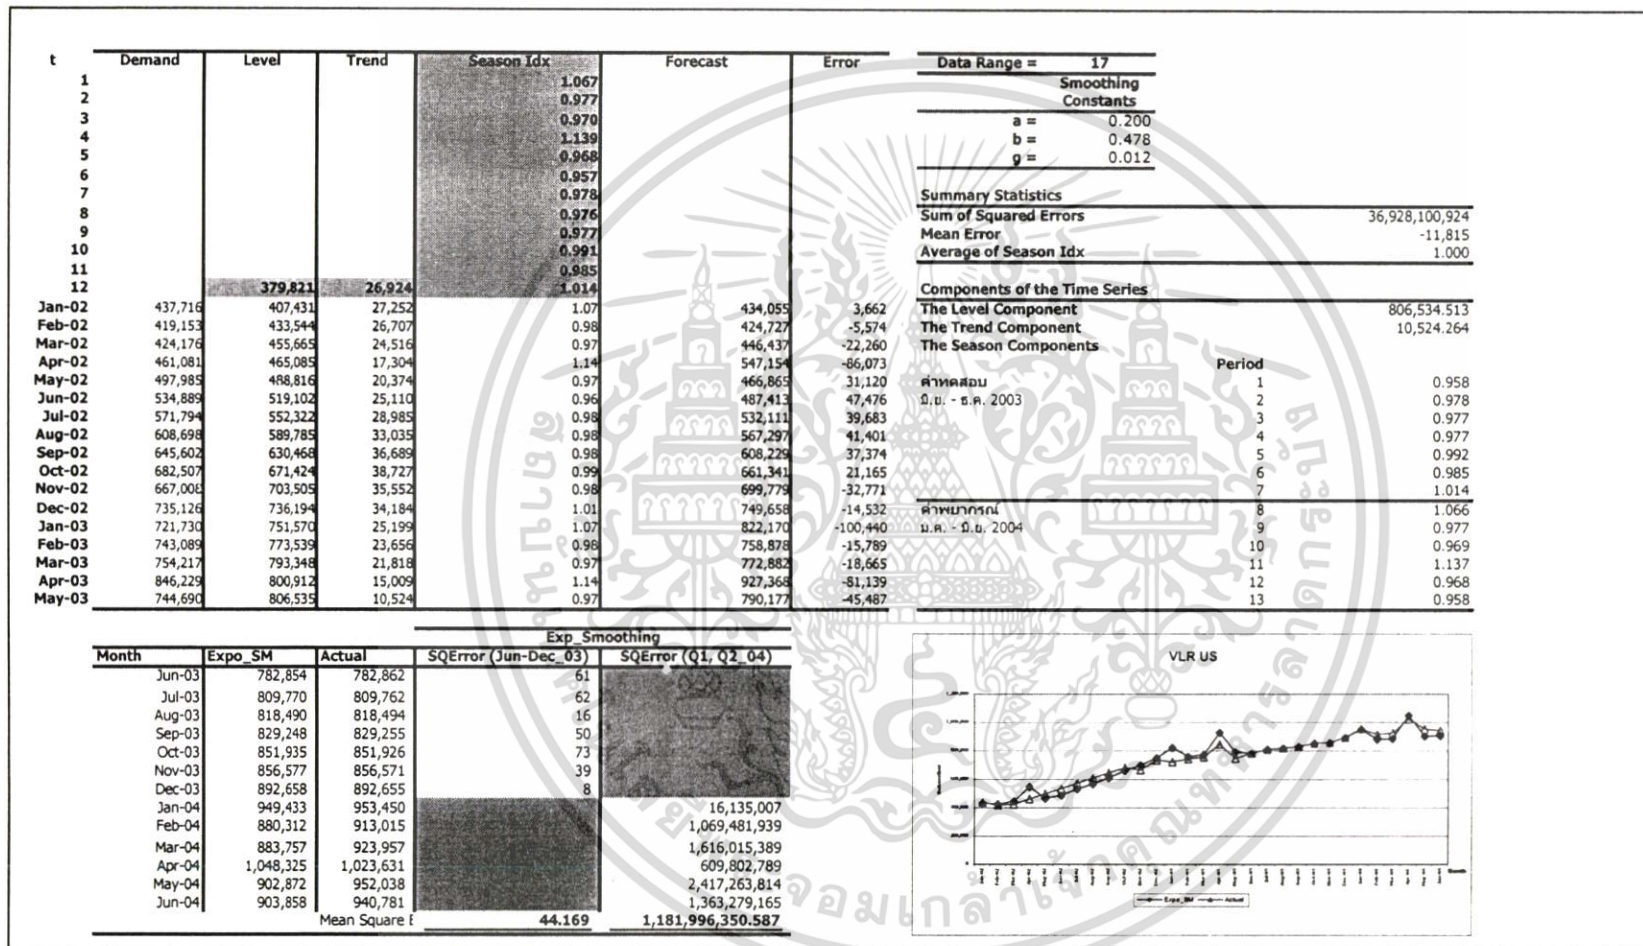 t Demand Level Trend Season Idx Forecast Error
1 1.067
2 0.977
3 0.970
4 1.139
5 0.968
6 0.957
7 0.978
8 0.976
9 0.977
10 0.991
11 0.985
12 379,821 26,924 1.014
Jan-02 437,716 407,431 27,252 1.07 434,055 3,662
Feb-02 419,153 433,544 26,707 0.98 424,727 -5,574
Mar-02 424,176 455,665 24,516 0.97 446,437 -22,260
Apr-02 461,081 465,085 17,304 1.14 547,154 -86,073
May-02 497,985 488,816 20,374 0.97 466,865 31,120
Jun-02 534,889 519,102 25,110 0.96 487,413 47,476
Jul-02 571,794 552,322 28,985 0.98 532,111 39,683
Aug-02 608,698 589,785 33,035 0.98 567,297 41,401
Sep-02 645,602 630,468 36,689 0.98 608,229 37,374
Oct-02 682,507 671,424 38,727 0.99 661,341 21,165
Nov-02 667,008 703,505 35,552 0.98 699,779 -32,771
Dec-02 735,126 736,194 34,184 1.01 749,658 -14,532
Jan-03 721,730 751,570 25,199 1.07 822,170 -100,440
Feb-03 743,089 773,539 23,656 0.98 758,878 -15,789
Mar-03 754,217 793,348 21,818 0.97 772,882 -18,665
Apr-03 846,229 800,912 15,009 1.14 927,368 -81,139
May-03 744,690 806,535 10,524 0.97 790,177 -45,487
Data Range = 17
Smoothing
Constants
a = 0.200
b = 0.478
g = 0.012
Summary Statistics
Sum of Squared Errors 36,928,100,924
Mean Error -11,815
Average of Season Idx 1.000
Components of the Time Series
The Level Component 806,534.513
The Trend Component 10,524.264
The Season Components
Period
ค่าทดสอบ 1 0.958
มิ.ย. - ธ.ค. 2003 2 0.978
3 0.977
4 0.977
5 0.992
6 0.985
7 1.014
ค่าพยากรณ์ 8 1.066
ม.ค. - มิ.ย. 2004 9 0.977
10 0.969
11 1.137
12 0.968
13 0.958
Exp_Smoothing
Month Expo_SM Actual SQError (Jun-Dec_03) SQError (Q1, Q2_04)
Jun-03 782,854 782,862 61
Jul-03 809,770 809,762 62
Aug-03 818,490 818,494 16
Sep-03 829,248 829,255 50
Oct-03 851,935 851,926 73
Nov-03 856,577 856,571 39
Dec-03 892,658 892,655 8
Jan-04 949,433 953,450 16,135,007
Feb-04 880,312 913,015 1,069,481,939
Mar-04 883,757 923,957 1,616,015,389
Apr-04 1,048,325 1,023,631 609,802,789
May-04 902,872 952,038 2,417,263,814
Jun-04 903,858 940,781 1,363,279,165
Mean Square E 44.169 1,181,996,350.587
VLR US
Expo_SM Actual